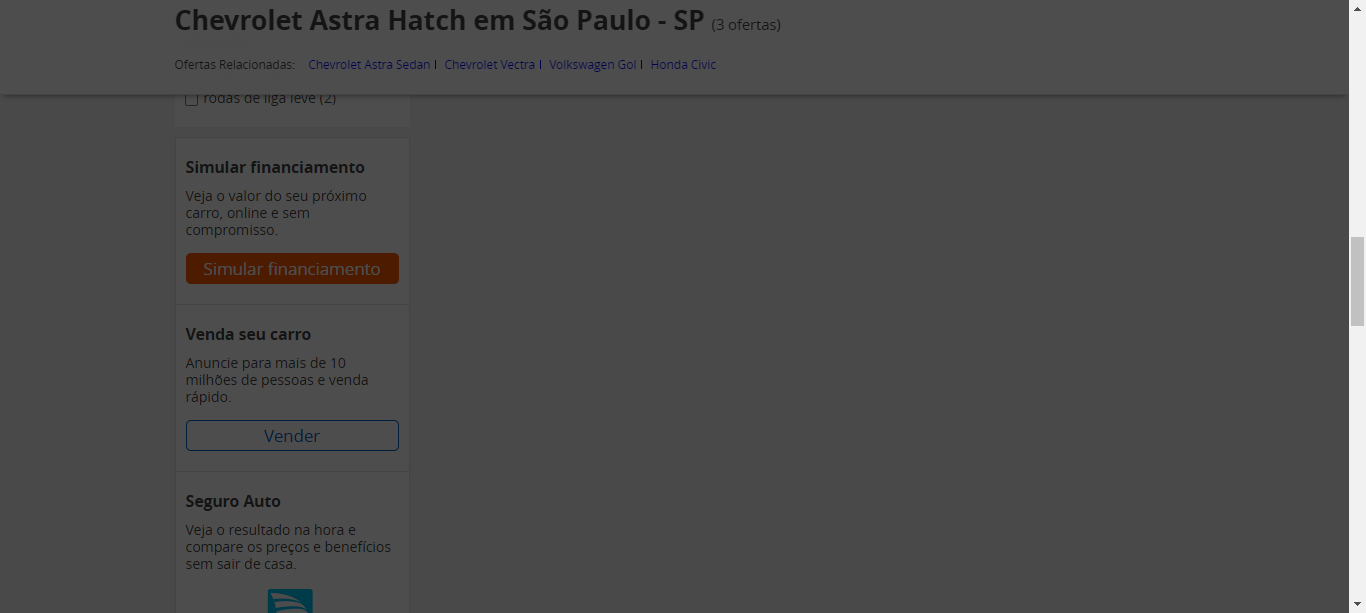 Chevrolet Astra Hatch em São Paulo - SP (3 ofertas)
Ofertas Relacionadas: Chevrolet Astra Sedan | Chevrolet Vectra | Volkswagen Gol | Honda Civic
rodas de liga leve (2)
Simular financiamento
Veja o valor do seu próximo
carro, online e sem
compromisso.
Simular financiamento
Venda seu carro
Anuncie para mais de 10
milhões de pessoas e venda
rápido.
Vender
Seguro Auto
Veja o resultado na hora e
compare os preços e benefícios
sem sair de casa.